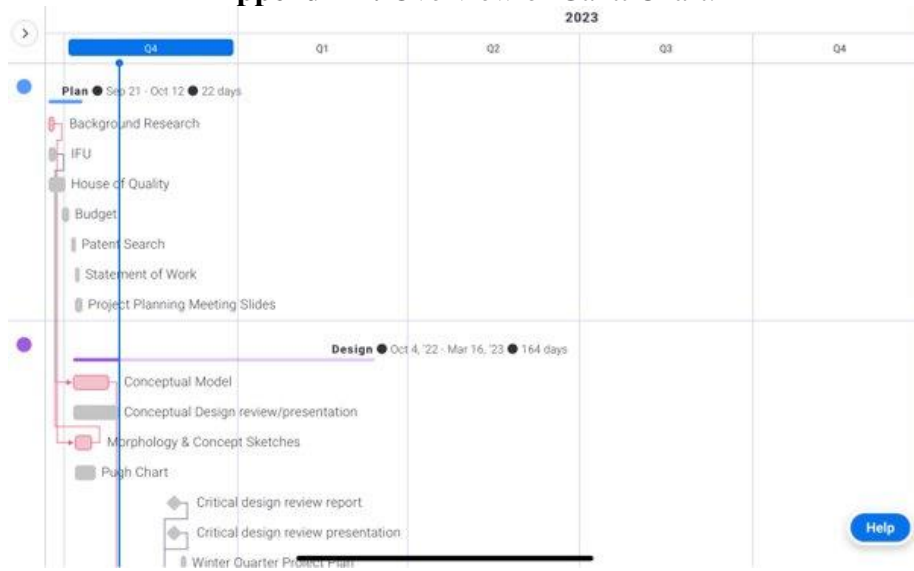 2023
Q4 Q1 Q2 Q3 Q4
Plan ● Sep 21 - Oct 12 ● 22 days
Background Research
IFU
House of Quality
Budget
Patent Search
Statement of Work
Project Planning Meeting Slides
Design ● Oct 4, '22 - Mar 16, '23 ● 164 days
Conceptual Model
Conceptual Design review/presentation
Morphology & Concept Sketches
Pugh Chart
Critical design review report
Critical design review presentation
Help
Winter Quarter Project Plan